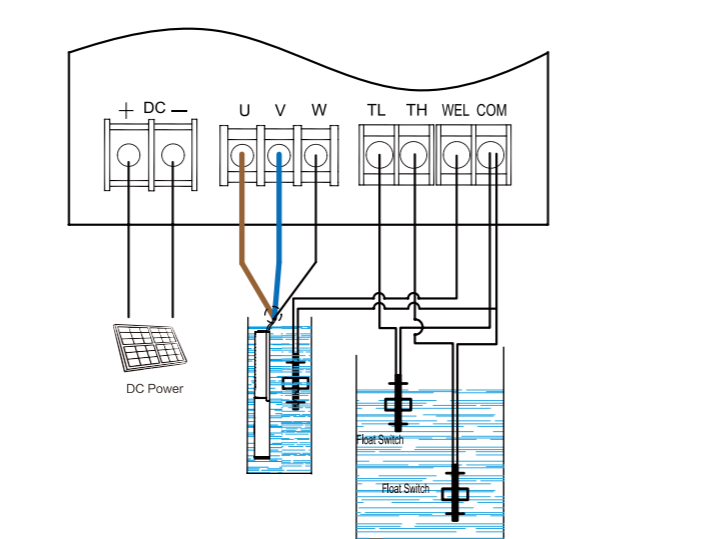 + DC —
U V W
TL TH WEL COM
DC Power
Float Switch
Float Switch